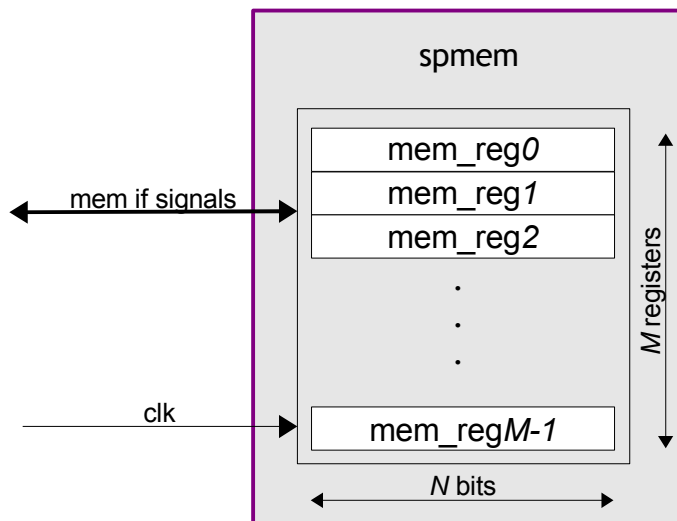 spmem
mem_reg0
mem if signals
mem_reg1
mem_reg2
.
.
.
M registers
clk
mem_regM-1
N bits